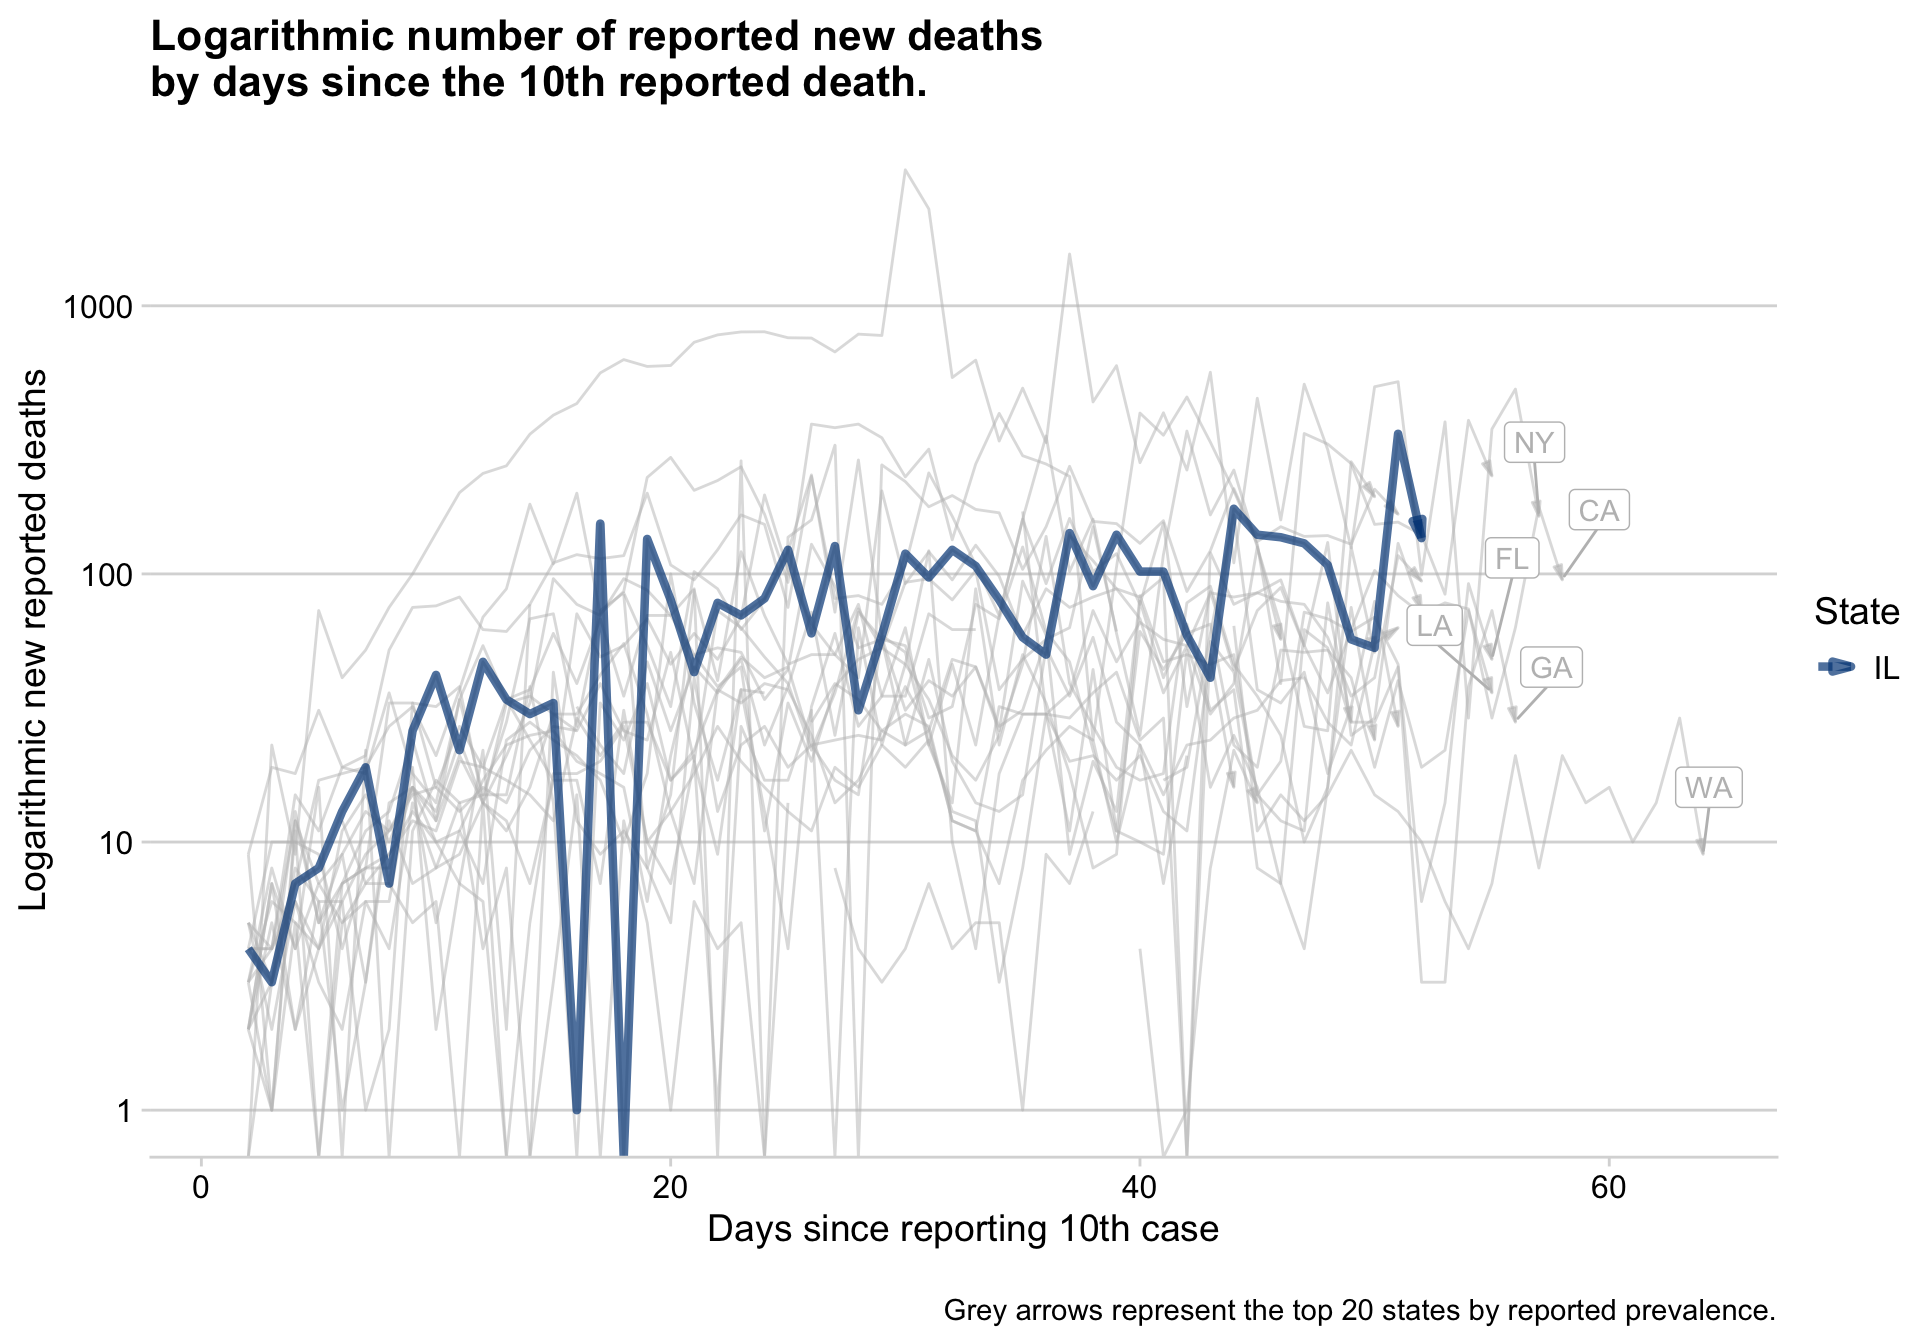 Logarithmic number of reported new deaths
by days since the 10th reported death.
Logarithmic new reported deaths
1000
100
10
1
NY
CA
FL
LA
GA
WA
State
IL
0
20
40
60
Days since reporting 10th case
Grey arrows represent the top 20 states by reported prevalence.